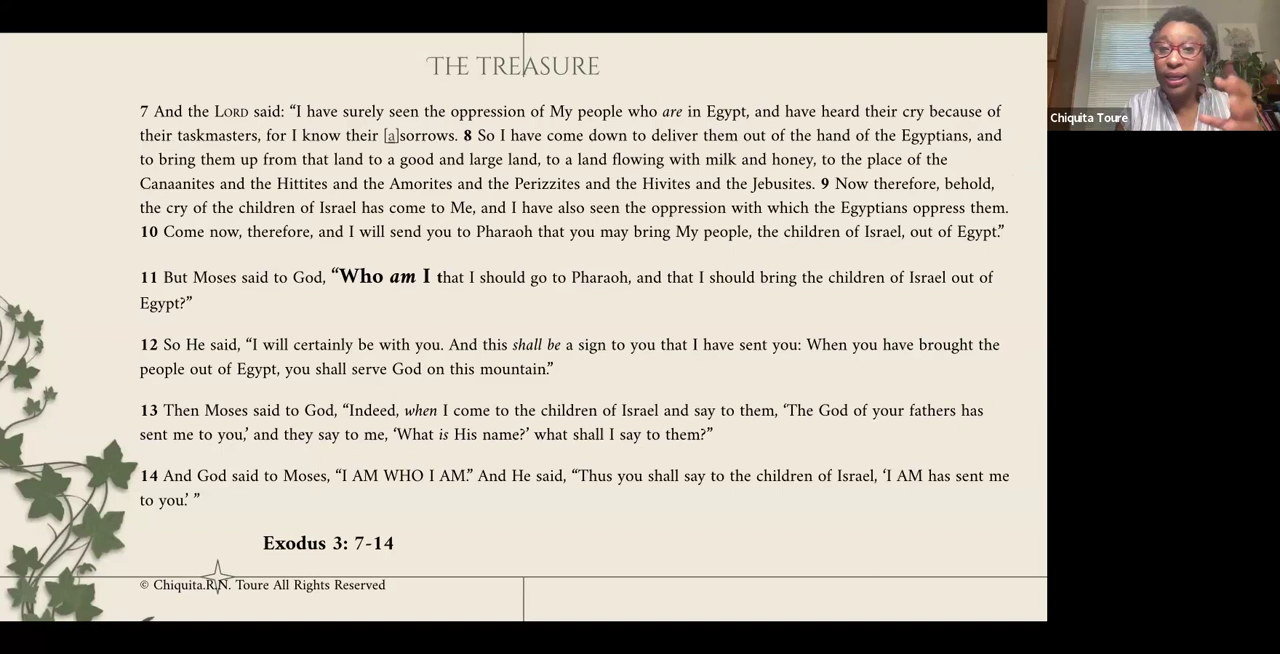 THE TREASURE
7 And the LORD said: “I have surely seen the oppression of My people who are in Egypt, and have heard their cry because of
their taskmasters, for I know their [a]sorrows. 8 So I have come down to deliver them out of the hand of the Egyptians, and
to bring them up from that land to a good and large land, to a land flowing with milk and honey, to the place of the
Canaanites and the Hittites and the Amorites and the Perizzites and the Hivites and the Jebusites. 9 Now therefore, behold,
the cry of the children of Israel has come to Me, and I have also seen the oppression with which the Egyptians oppress them.
10 Come now, therefore, and I will send you to Pharaoh that you may bring My people, the children of Israel, out of Egypt.”
11 But Moses said to God, “Who am I that I should go to Pharaoh, and that I should bring the children of Israel out of
Egypt?”
12 So He said, “I will certainly be with you. And this shall be a sign to you that I have sent you: When you have brought the
people out of Egypt, you shall serve God on this mountain.”
13 Then Moses said to God, “Indeed, when I come to the children of Israel and say to them, ‘The God of your fathers has
sent me to you,’ and they say to me, ‘What is His name?’ what shall I say to them?”
14 And God said to Moses, “I AM WHO I AM.” And He said, “Thus you shall say to the children of Israel, ‘I AM has sent me
to you.’ ”
Exodus 3: 7-14
© Chiquita.R.N. Toure All Rights Reserved
Chiquita Toure